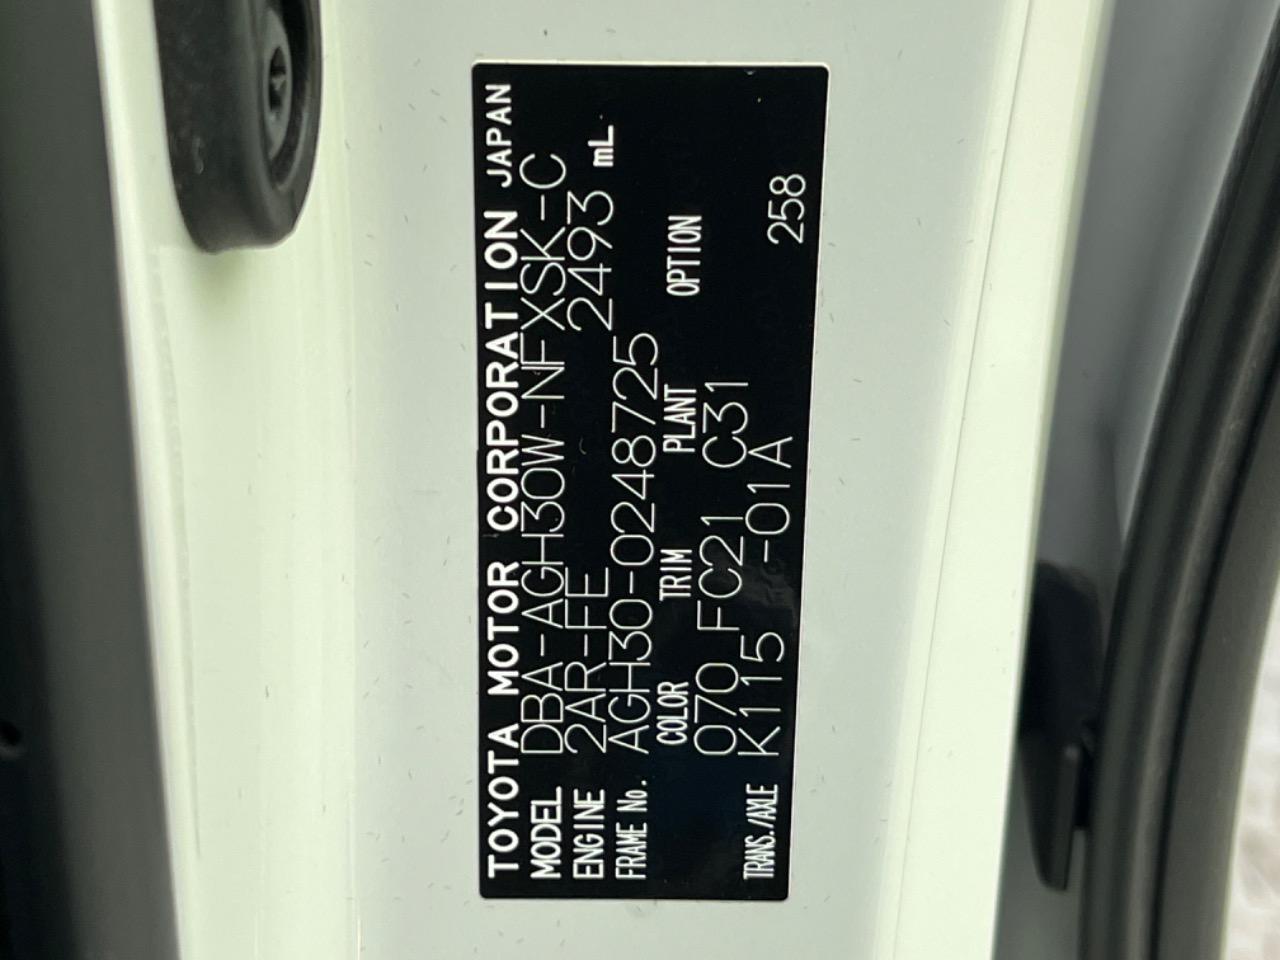 TOYOTA MOTOR CORPORATION JAPAN
MODEL DBA-AGH30W-NFXSK-C
ENGINE 2AR-FE 2493 mL
FRAME No. AGH30-0248725
COLOR TRIM PLANT OPTION
070 FC21 C31
TRANS./AXLE K115 -01A 258